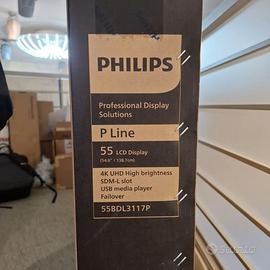 PHILIPS
Professional Display
Solutions
P Line
55 LCD Display
(54.6" / 138.7cm)
4K UHD High brightness
SDM-L slot
USB media player
Failover
55BDL3117P
subito